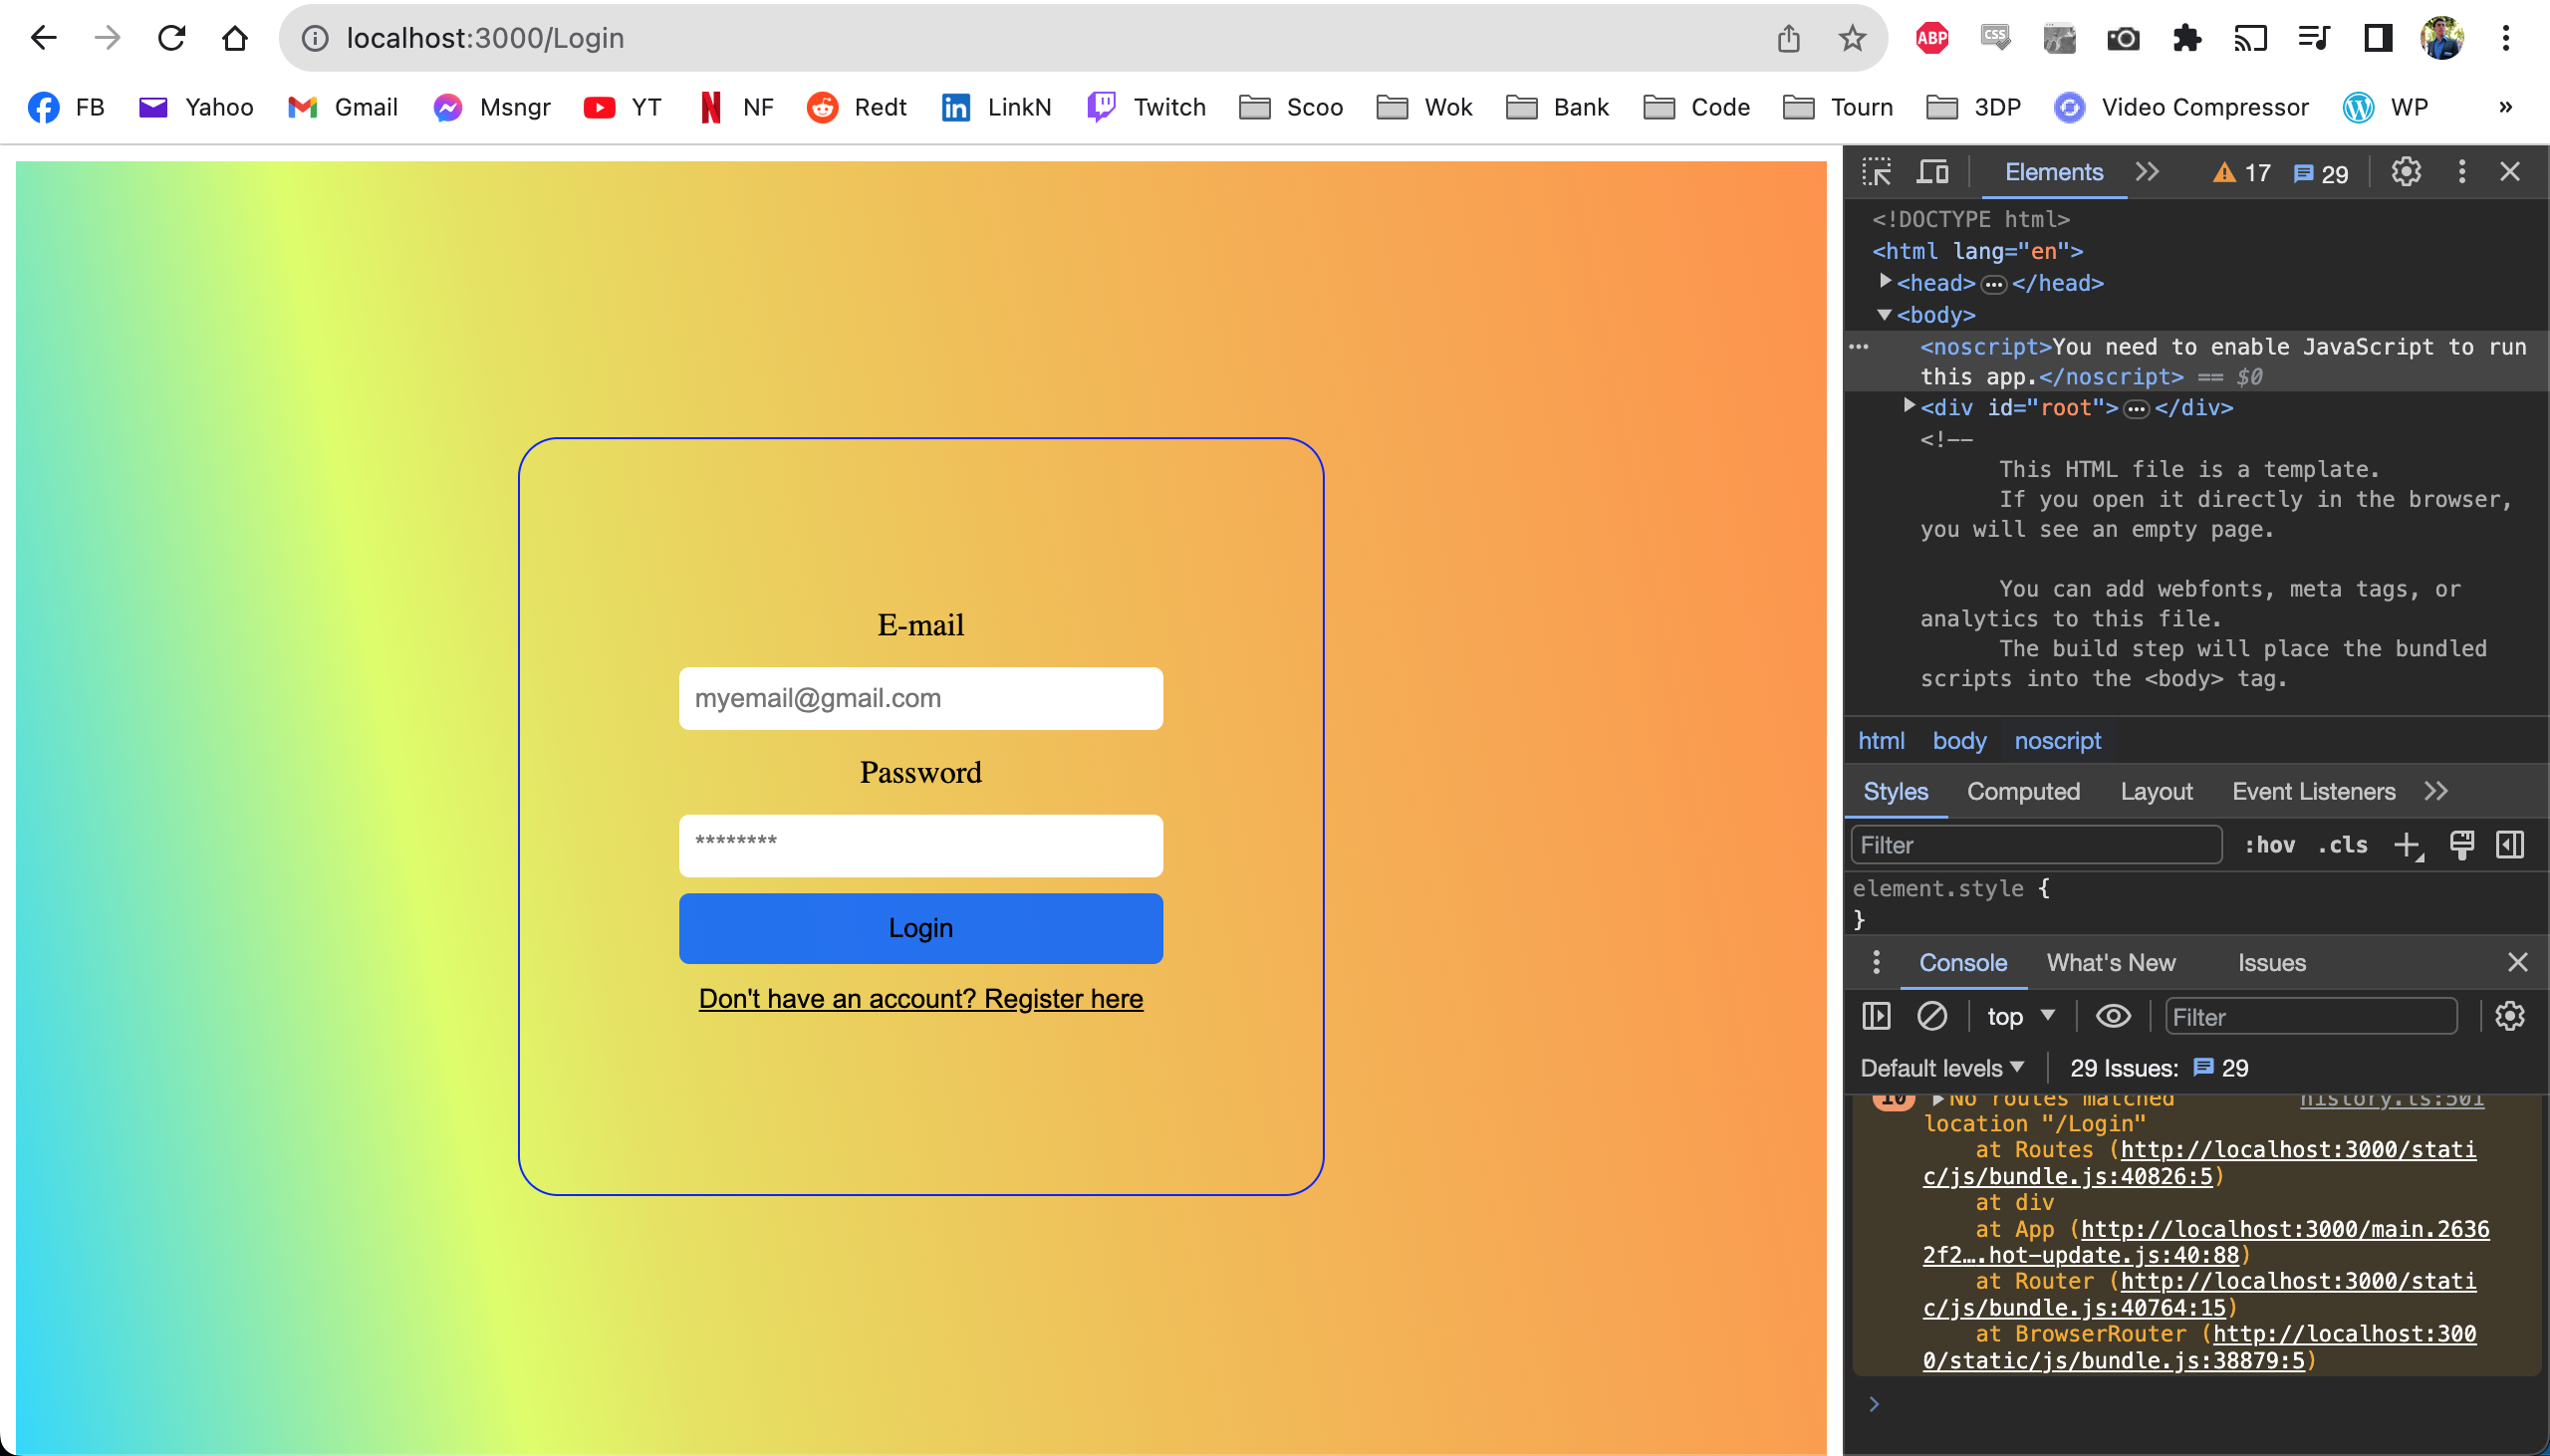 localhost:3000/Login
ABP
CSS
FB Yahoo Gmail Msngr YT NF Redt LinkN Twitch Scoo Wok Bank Code Tourn 3DP Video Compressor WP »
E-mail
myemail@gmail.com
Password
********
Login
Don't have an account? Register here
Elements 17 29
<!DOCTYPE html>
<html lang="en">
<head>…</head>
<body>
… <noscript>You need to enable JavaScript to run
this app.</noscript> == $0
<div id="root">…</div>
<!--
This HTML file is a template.
If you open it directly in the browser,
you will see an empty page.
You can add webfonts, meta tags, or
analytics to this file.
The build step will place the bundled
scripts into the <body> tag.
html body noscript
Styles Computed Layout Event Listeners
Filter :hov .cls
element.style {
}
Console What's New Issues
top Filter
Default levels 29 Issues: 29
10 No routes matched history.ts:501
location "/Login"
at Routes (http://localhost:3000/stati
c/js/bundle.js:40826:5)
at div
at App (http://localhost:3000/main.2636
2f2….hot-update.js:40:88)
at Router (http://localhost:3000/stati
c/js/bundle.js:40764:15)
at BrowserRouter (http://localhost:300
0/static/js/bundle.js:38879:5)